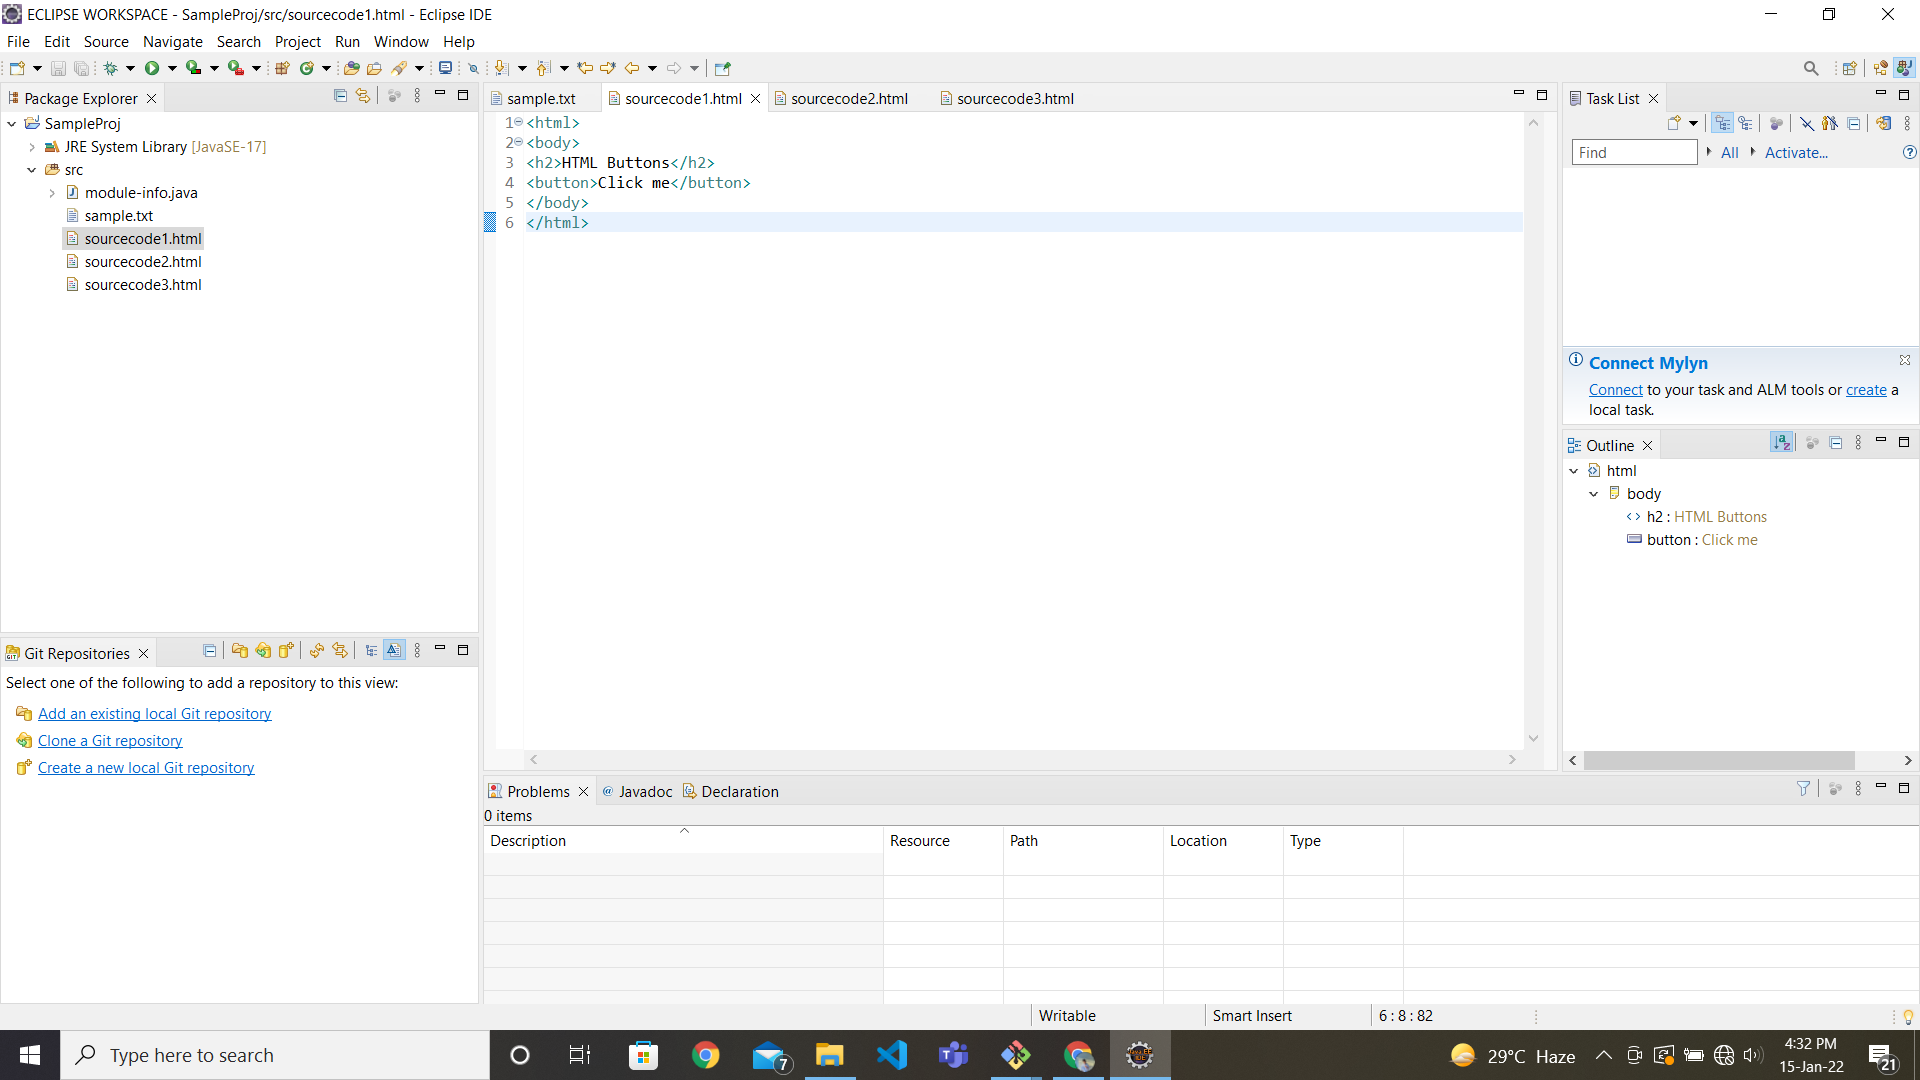 ECLIPSE WORKSPACE - SampleProj/src/sourcecode1.html - Eclipse IDE
File Edit Source Navigate Search Project Run Window Help
Package Explorer
SampleProj
JRE System Library [JavaSE-17]
src
module-info.java
sample.txt
sourcecode1.html
sourcecode2.html
sourcecode3.html
Git Repositories
Select one of the following to add a repository to this view:
Add an existing local Git repository
Clone a Git repository
Create a new local Git repository
sample.txt sourcecode1.html sourcecode2.html sourcecode3.html
1 <html>
2 <body>
3 <h2>HTML Buttons</h2>
4 <button>Click me</button>
5 </body>
6 </html>
Task List
Find All Activate...
Connect Mylyn
Connect to your task and ALM tools or create a
local task.
Outline
html
body
h2 : HTML Buttons
button : Click me
Problems @ Javadoc Declaration
0 items
Description Resource Path Location Type
Writable Smart Insert 6 : 8 : 82
Type here to search
7
29°C Haze
4:32 PM
15-Jan-22
21